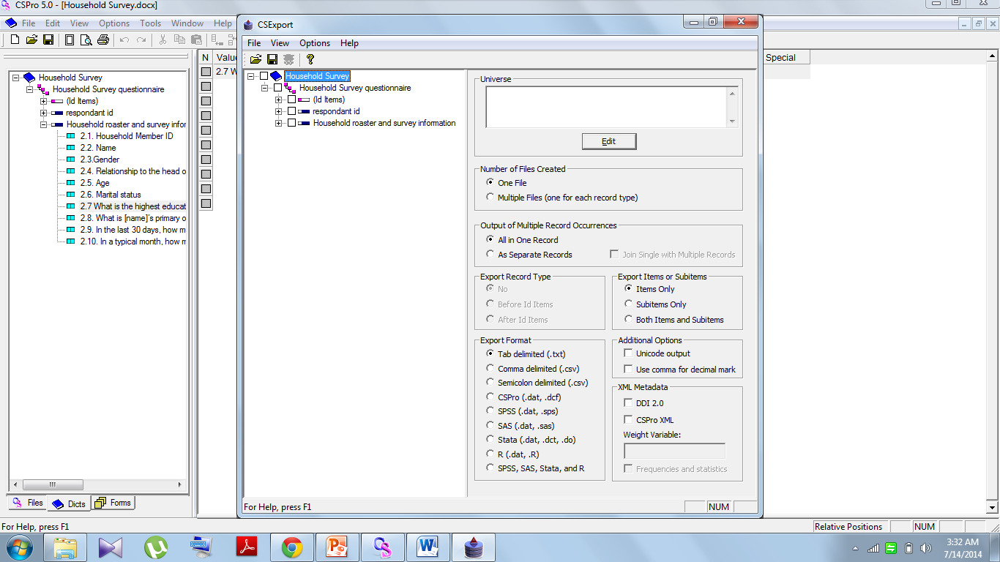 CSPro 5.0 - [Household Survey.docx]
File Edit View Options Tools Window Help
N Value
2.7 W
Special
Household Survey
Household Survey questionnaire
(Id Items)
respondant id
Household roaster and survey infor
2.1. Household Member ID
2.2. Name
2.3.Gender
2.4. Relationship to the head o
2.5. Age
2.6. Marital status
2.7 What is the highest educat
2.8. What is [name]'s primary o
2.9. In the last 30 days, how m
2.10. In a typical month, how m
Files Dicts Forms
For Help, press F1
Relative Positions NUM
CSExport
File View Options Help
Household Survey
Household Survey questionnaire
(Id Items)
respondant id
Household roaster and survey information
Universe
Edit
Number of Files Created
One File
Multiple Files (one for each record type)
Output of Multiple Record Occurrences
All in One Record
As Separate Records Join Single with Multiple Records
Export Record Type
No
Before Id Items
After Id Items
Export Items or Subitems
Items Only
Subitems Only
Both Items and Subitems
Export Format
Tab delimited (.txt)
Comma delimited (.csv)
Semicolon delimited (.csv)
CSPro (.dat, .dcf)
SPSS (.dat, .sps)
SAS (.dat, .sas)
Stata (.dat, .dct, .do)
R (.dat, .R)
SPSS, SAS, Stata, and R
Additional Options
Unicode output
Use comma for decimal mark
XML Metadata
DDI 2.0
CSPro XML
Weight Variable:
Frequencies and statistics
For Help, press F1
NUM
3:32 AM
7/14/2014